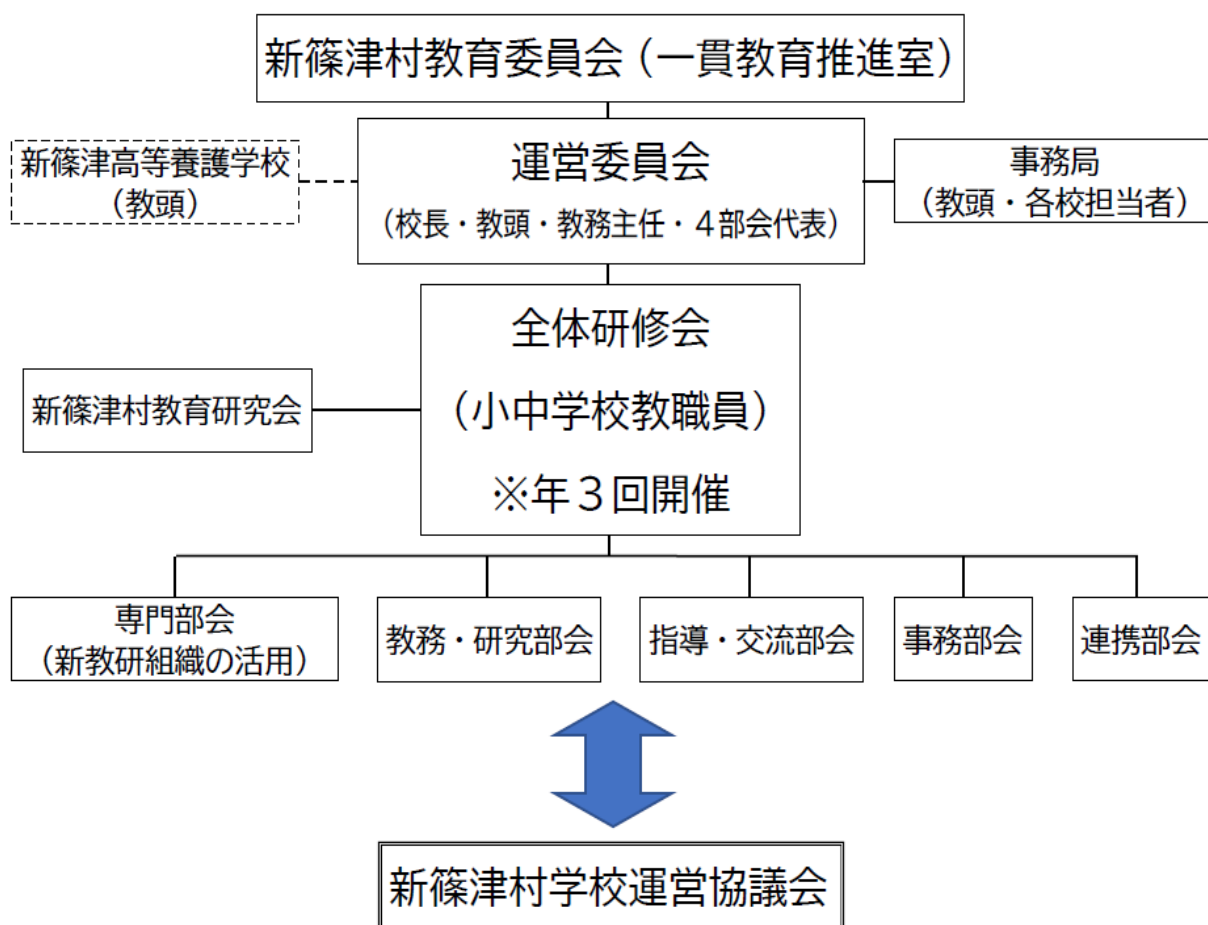 新篠津村教育委員会（一貫教育推進室）
新篠津高等養護学校
（教頭）
運営委員会
（校長・教頭・教務主任・４部会代表）
事務局
（教頭・各校担当者）
全体研修会
（小中学校教職員）
※年３回開催
新篠津村教育研究会
専門部会
（新教研組織の活用）
教務・研究部会
指導・交流部会
事務部会
連携部会
新篠津村学校運営協議会